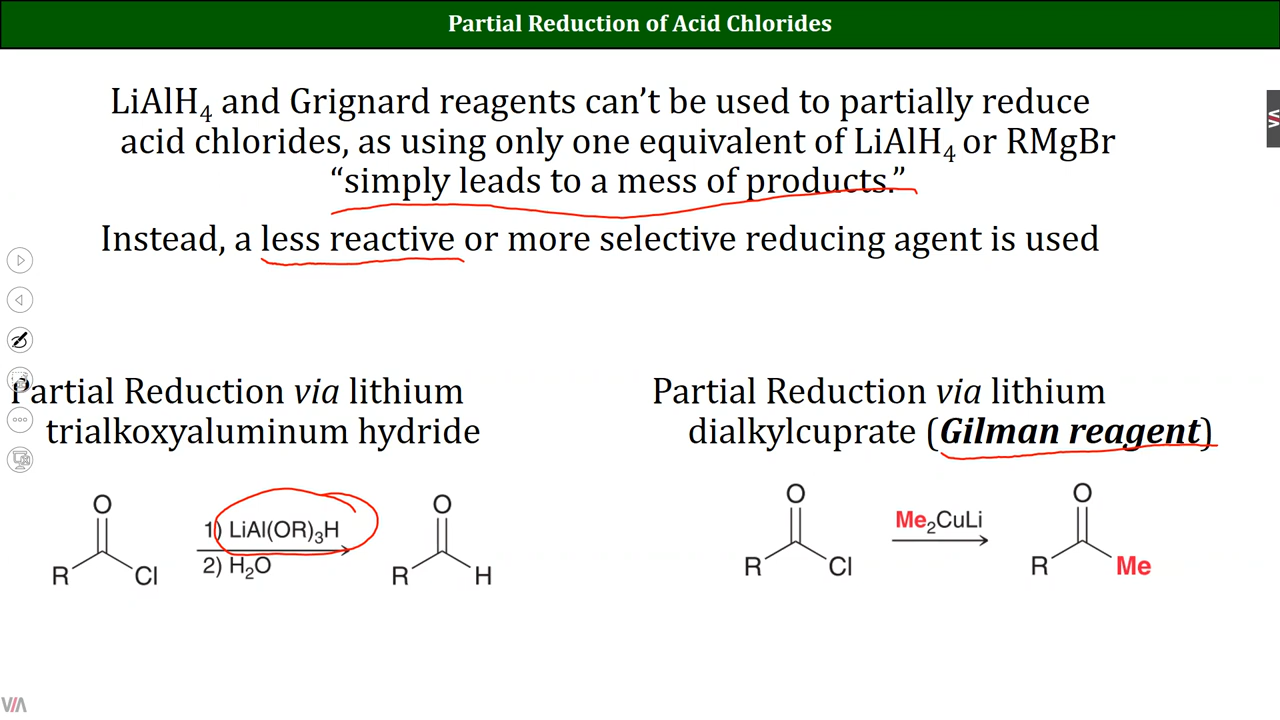 Partial Reduction of Acid Chlorides
LiAlH₄ and Grignard reagents can’t be used to partially reduce
acid chlorides, as using only one equivalent of LiAlH₄ or RMgBr
“simply leads to a mess of products.”
Instead, a less reactive or more selective reducing agent is used
Partial Reduction via lithium
trialkoxyaluminum hydride
Partial Reduction via lithium
dialkylcuprate (Gilman reagent)
O
R
Cl
1) LiAl(OR)₃H
2) H₂O
O
R
H
O
R
Cl
Me₂CuLi
O
R
Me
VIA